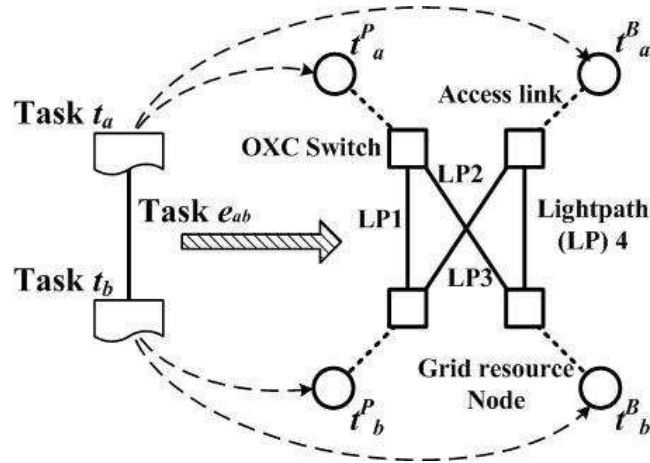 t^P_a
t^B_a
Task t_a
Access link
OXC Switch
LP2
Task e_ab
LP1
Lightpath
(LP) 4
Task t_b
LP3
Grid resource
Node
t^P_b
t^B_b